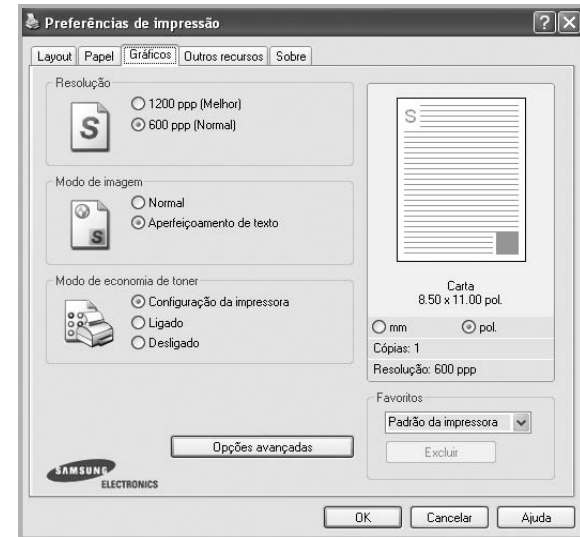 Preferências de impressão
Layout Papel Gráficos Outros recursos Sobre
Resolução
1200 ppp (Melhor)
600 ppp (Normal)
S
Modo de imagem
Normal
Aperfeiçoamento de texto
S
Modo de economia de toner
Configuração da impressora
Ligado
Desligado
Opções avançadas
SAMSUNG
ELECTRONICS
S
Carta
8.50 x 11.00 pol.
mm pol.
Cópias: 1
Resolução: 600 ppp
Favoritos
Padrão da impressora
Excluir
OK Cancelar Ajuda